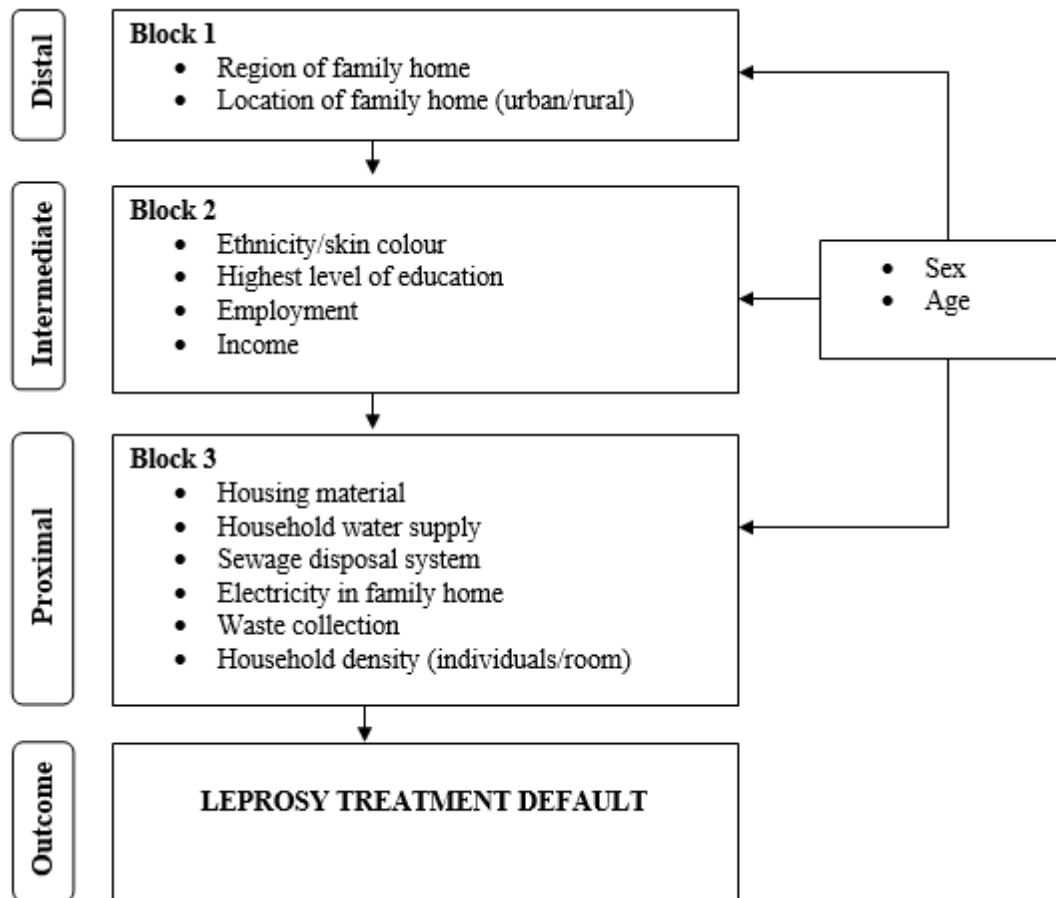 Distal
Block 1
• Region of family home
• Location of family home (urban/rural)
Intermediate
Block 2
• Ethnicity/skin colour
• Highest level of education
• Employment
• Income
• Sex
• Age
Proximal
Block 3
• Housing material
• Household water supply
• Sewage disposal system
• Electricity in family home
• Waste collection
• Household density (individuals/room)
Outcome
LEPROSY TREATMENT DEFAULT